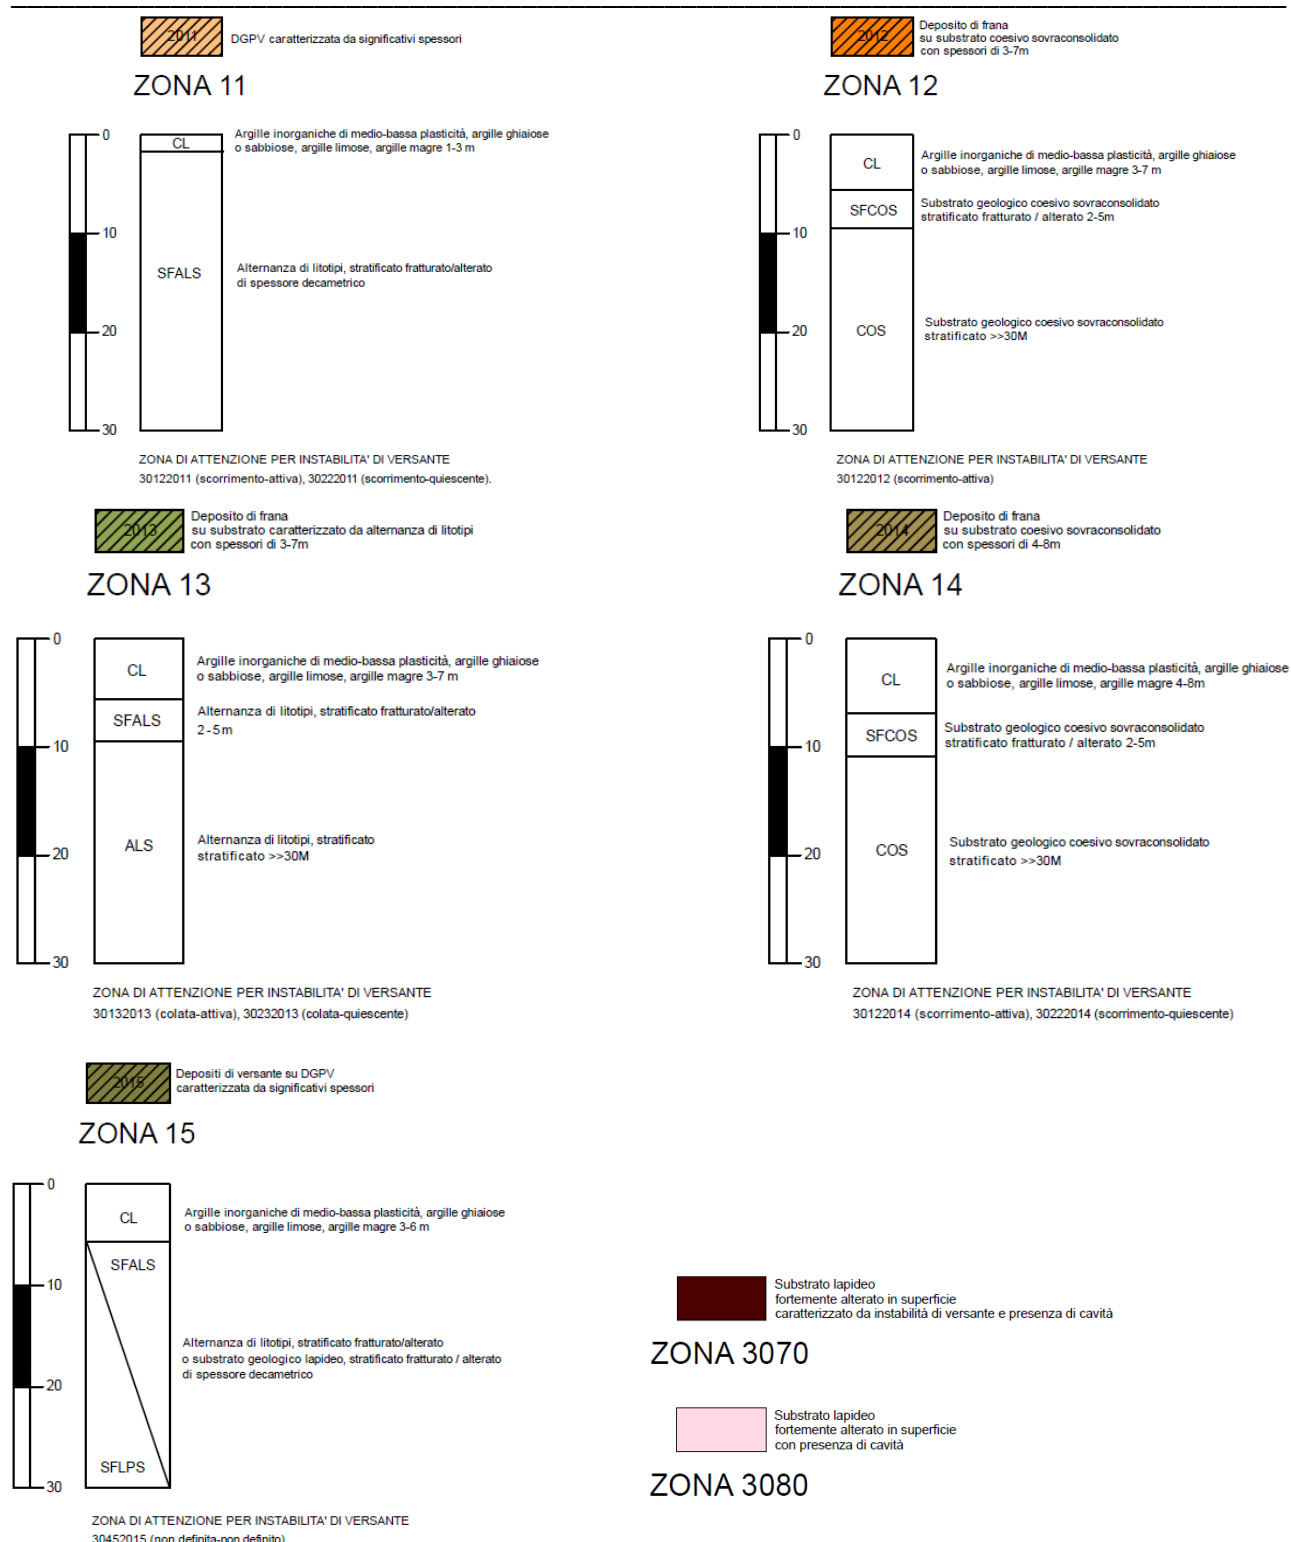 2011
DGPV caratterizzata da significativi spessori
ZONA 11
0
10
20
30
CL
Argille inorganiche di medio-bassa plasticità, argille ghiaiose
o sabbiose, argille limose, argille magre 1-3 m
SFALS
Alternanza di litotipi, stratificato fratturato/alterato
di spessore decametrico
ZONA DI ATTENZIONE PER INSTABILITA' DI VERSANTE
30122011 (scorrimento-attiva), 30222011 (scorrimento-quiescente).
2012
Deposito di frana
su substrato coesivo sovraconsolidato
con spessori di 3-7m
ZONA 12
0
10
20
30
CL
Argille inorganiche di medio-bassa plasticità, argille ghiaiose
o sabbiose, argille limose, argille magre 3-7 m
SFCOS
Substrato geologico coesivo sovraconsolidato
stratificato fratturato / alterato 2-5m
COS
Substrato geologico coesivo sovraconsolidato
stratificato >>30M
ZONA DI ATTENZIONE PER INSTABILITA' DI VERSANTE
30122012 (scorrimento-attiva)
2013
Deposito di frana
su substrato caratterizzato da alternanza di litotipi
con spessori di 3-7m
ZONA 13
0
10
20
30
CL
Argille inorganiche di medio-bassa plasticità, argille ghiaiose
o sabbiose, argille limose, argille magre 3-7 m
SFALS
Alternanza di litotipi, stratificato fratturato/alterato
2-5m
ALS
Alternanza di litotipi, stratificato
stratificato >>30M
ZONA DI ATTENZIONE PER INSTABILITA' DI VERSANTE
30132013 (colata-attiva), 30232013 (colata-quiescente)
2014
Deposito di frana
su substrato coesivo sovraconsolidato
con spessori di 4-8m
ZONA 14
0
10
20
30
CL
Argille inorganiche di medio-bassa plasticità, argille ghiaiose
o sabbiose, argille limose, argille magre 4-8m
SFCOS
Substrato geologico coesivo sovraconsolidato
stratificato fratturato / alterato 2-5m
COS
Substrato geologico coesivo sovraconsolidato
stratificato >>30M
ZONA DI ATTENZIONE PER INSTABILITA' DI VERSANTE
30122014 (scorrimento-attiva), 30222014 (scorrimento-quiescente)
2015
Depositi di versante su DGPV
caratterizzata da significativi spessori
ZONA 15
0
10
20
30
CL
Argille inorganiche di medio-bassa plasticità, argille ghiaiose
o sabbiose, argille limose, argille magre 3-6 m
SFALS
Alternanza di litotipi, stratificato fratturato/alterato
o substrato geologico lapideo, stratificato fratturato / alterato
di spessore decametrico
SFLPS
ZONA DI ATTENZIONE PER INSTABILITA' DI VERSANTE
30452015 (non definita-non definito)
Substrato lapideo
fortemente alterato in superficie
caratterizzato da instabilità di versante e presenza di cavità
ZONA 3070
Substrato lapideo
fortemente alterato in superficie
con presenza di cavità
ZONA 3080